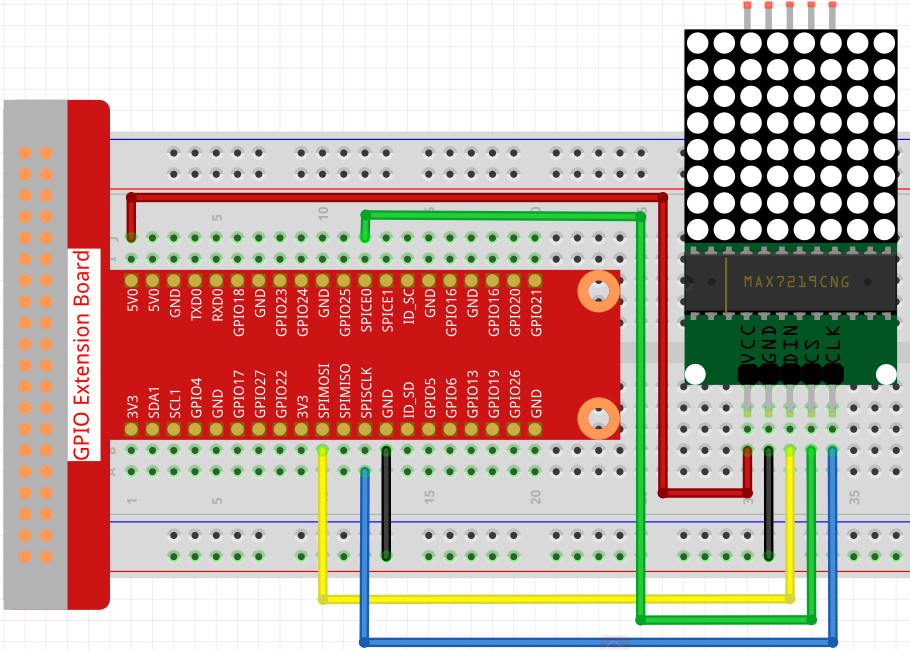 5
10
5V0
5V0
GND
TXD0
RXD0
GPIO18
GND
GPIO23
GPIO24
GND
GPIO25
SPICE0
SPICE1
ID_SC
GND
GPIO16
GND
GPIO16
GPIO20
GPIO21
MAX7219CNG
VCC
GND
DIN
CS
CLK
GPIO Extension Board
3V3
SDA1
SCL1
GPIO4
GND
GPIO17
GPIO27
GPIO22
3V3
SPIMOSI
SPIMISO
SPISCLK
GND
ID_SD
GPIO5
GPIO6
GPIO13
GPIO19
GPIO26
GND
1
5
15
20
35